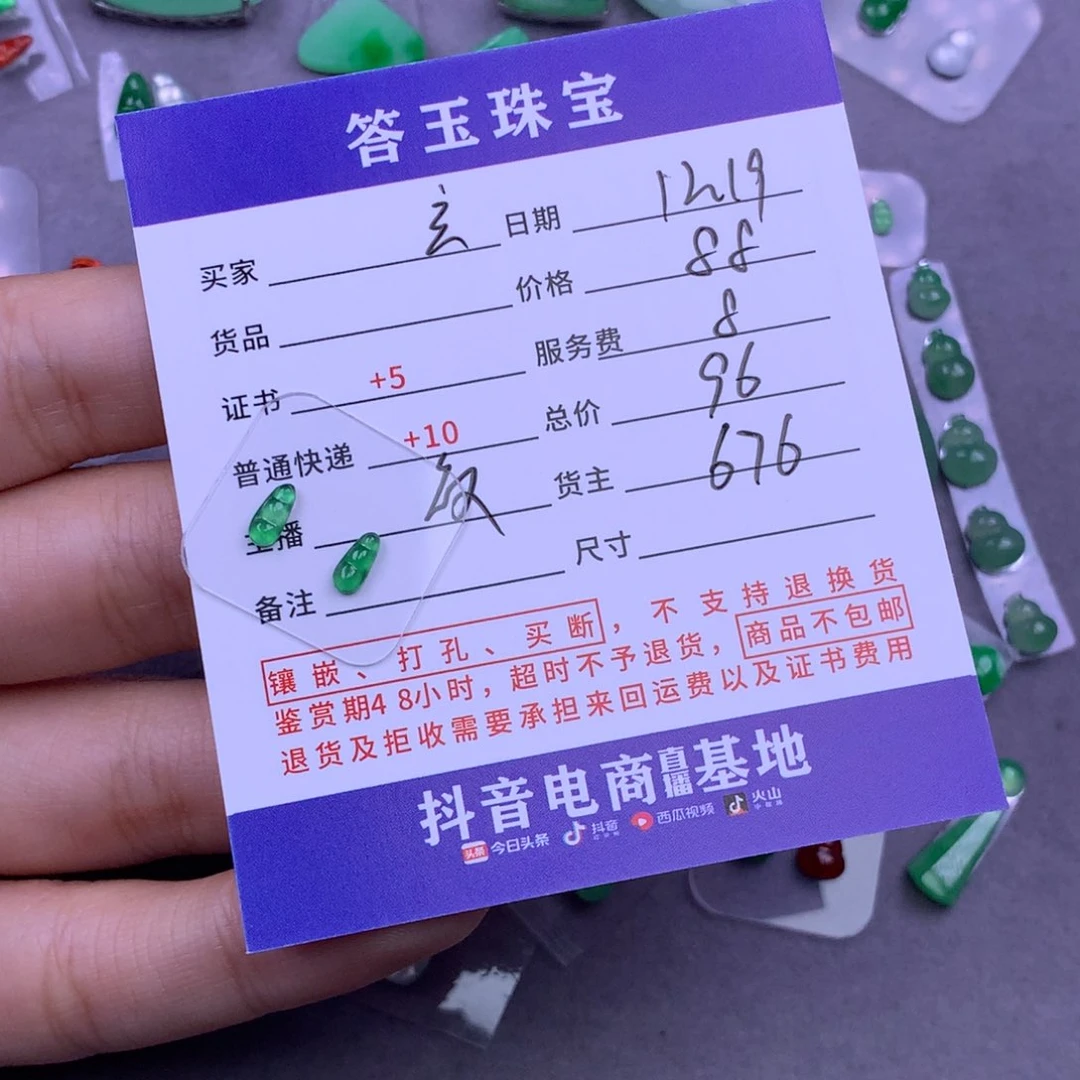 答玉珠宝
买家 玄 日期 1219
货品 价格 88
证书 +5 服务费 8
普通快递 +10 总价 96
主播 货主 676
备注 尺寸
镶嵌、打孔、买断，不支持退换货
鉴赏期48小时，超时不予退货，商品不包邮
退货及拒收需要承担来回运费以及证书费用
抖音电商直播基地
头条 今日头条 抖音 西瓜视频 火山